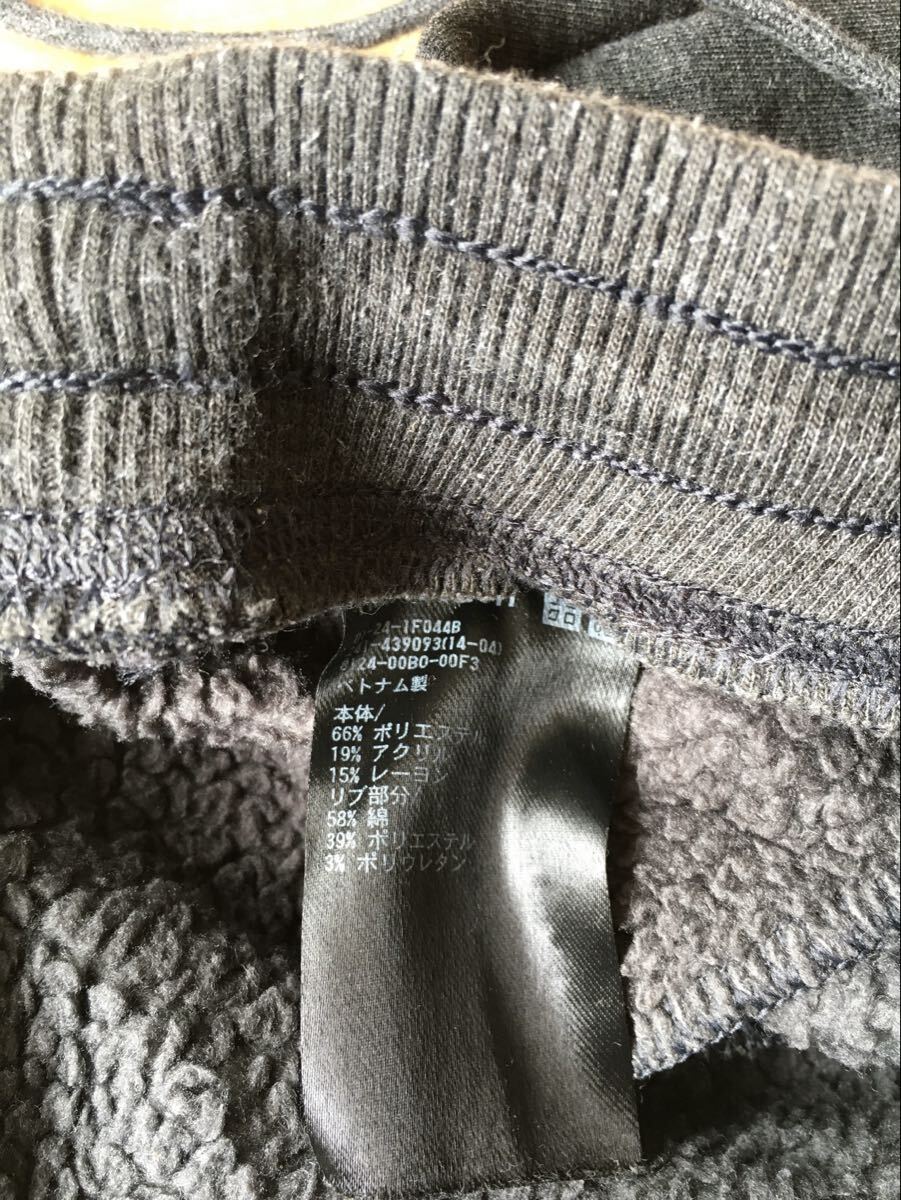 24-1F044B
-439093(14-04)
8124-00B0-00F3
ベトナム製
本体/
66% ポリエステル
19% アクリル
15% レーヨン
リブ部分/
58% 綿
39% ポリエステル
3% ポリウレタン